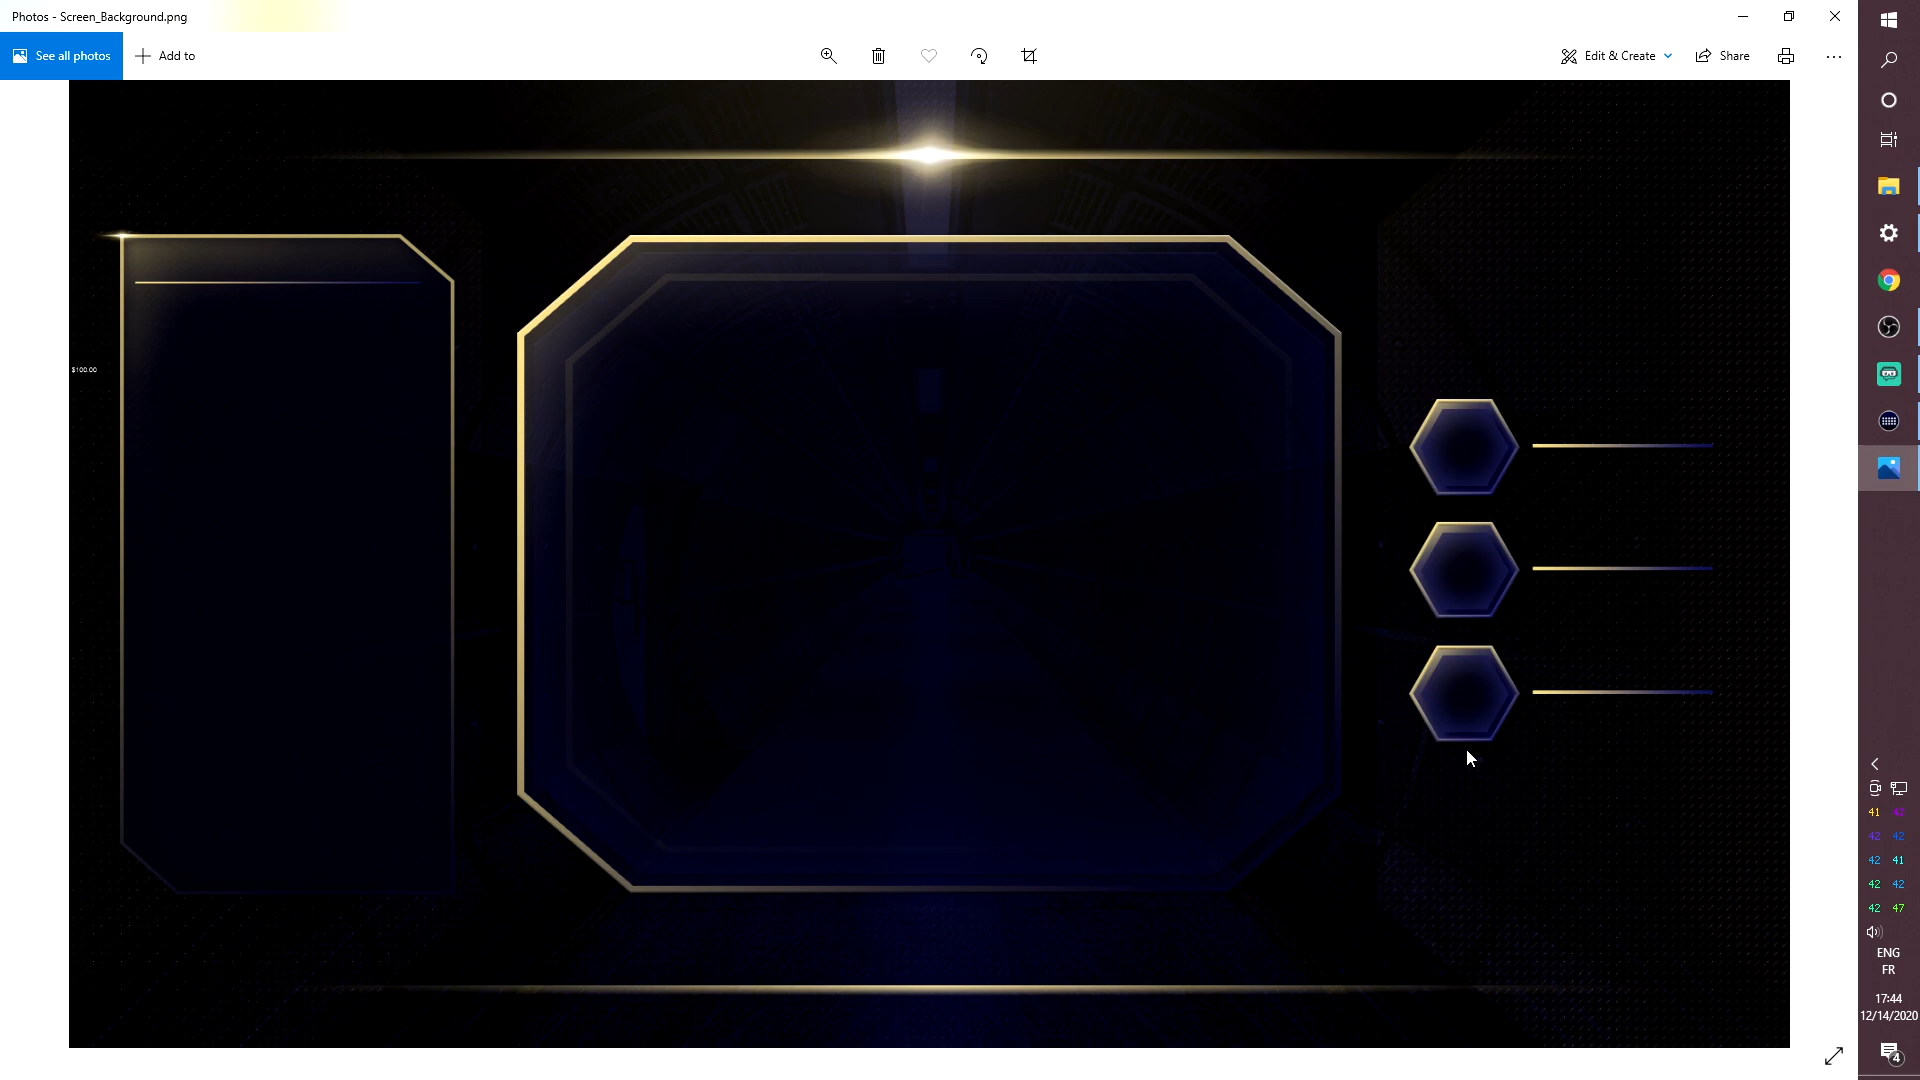 Photos - Screen_Background.png
See all photos
Add to
Edit & Create
Share
$100.00
41 42
42 42
42 41
42 42
42 47
ENG
FR
17:44
12/14/2020
4